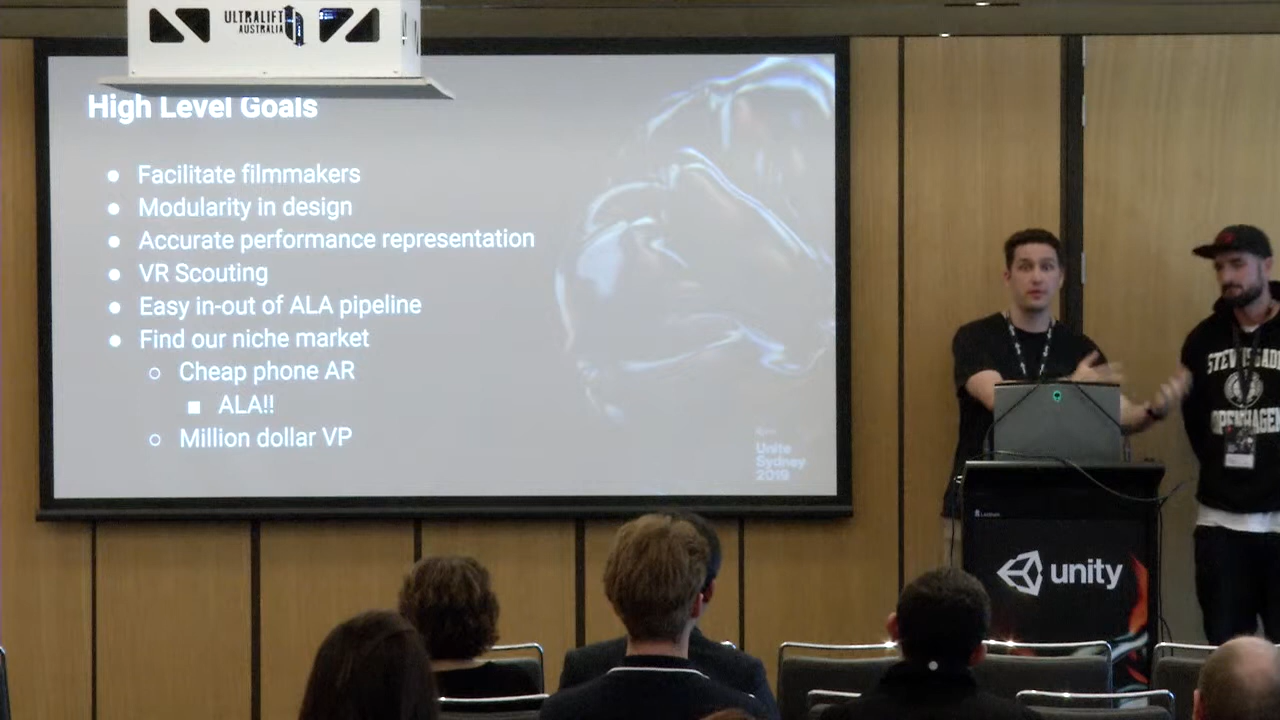 ULTRALIFT
AUSTRALIA
High Level Goals
Facilitate filmmakers
Modularity in design
Accurate performance representation
VR Scouting
Easy in-out of ALA pipeline
Find our niche market
Cheap phone AR
ALA!!
Million dollar VP
Unite
Sydney
2019
unity